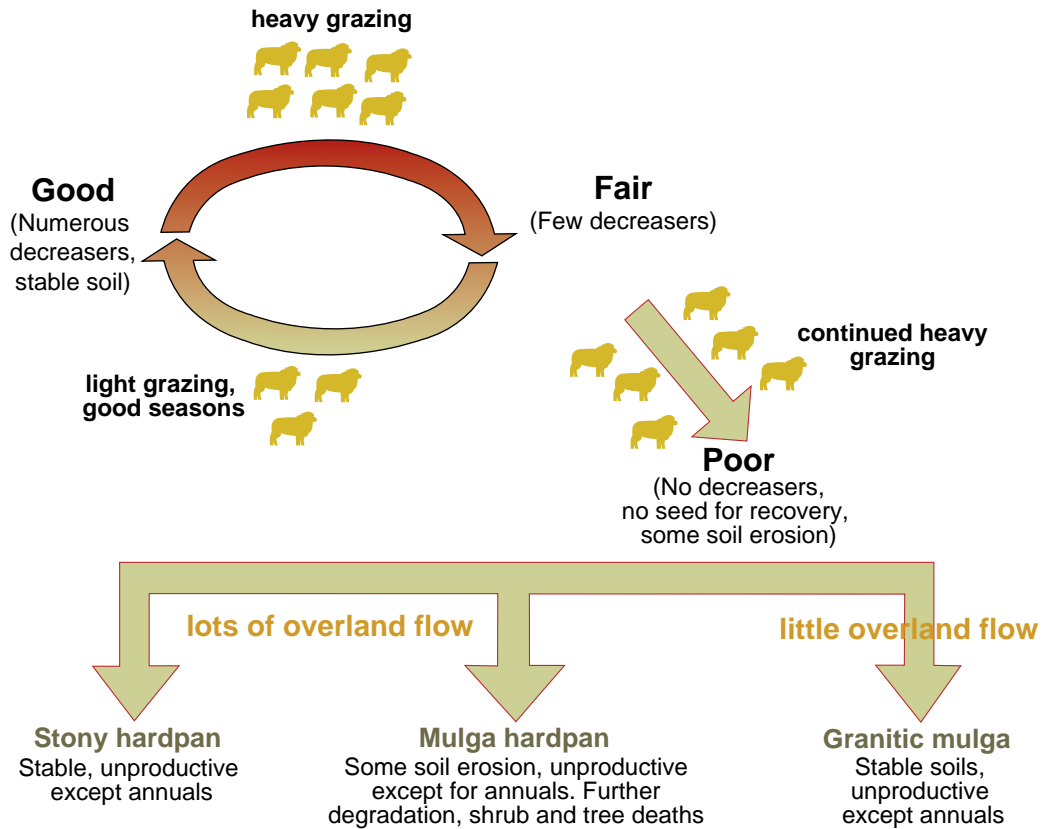 heavy grazing
Good
(Numerous
decreasers,
stable soil)
Fair
(Few decreasers)
light grazing,
good seasons
continued heavy
grazing
Poor
(No decreasers,
no seed for recovery,
some soil erosion)
lots of overland flow
little overland flow
Stony hardpan
Stable, unproductive
except annuals
Mulga hardpan
Some soil erosion, unproductive
except for annuals. Further
degradation, shrub and tree deaths
Granitic mulga
Stable soils,
unproductive
except annuals